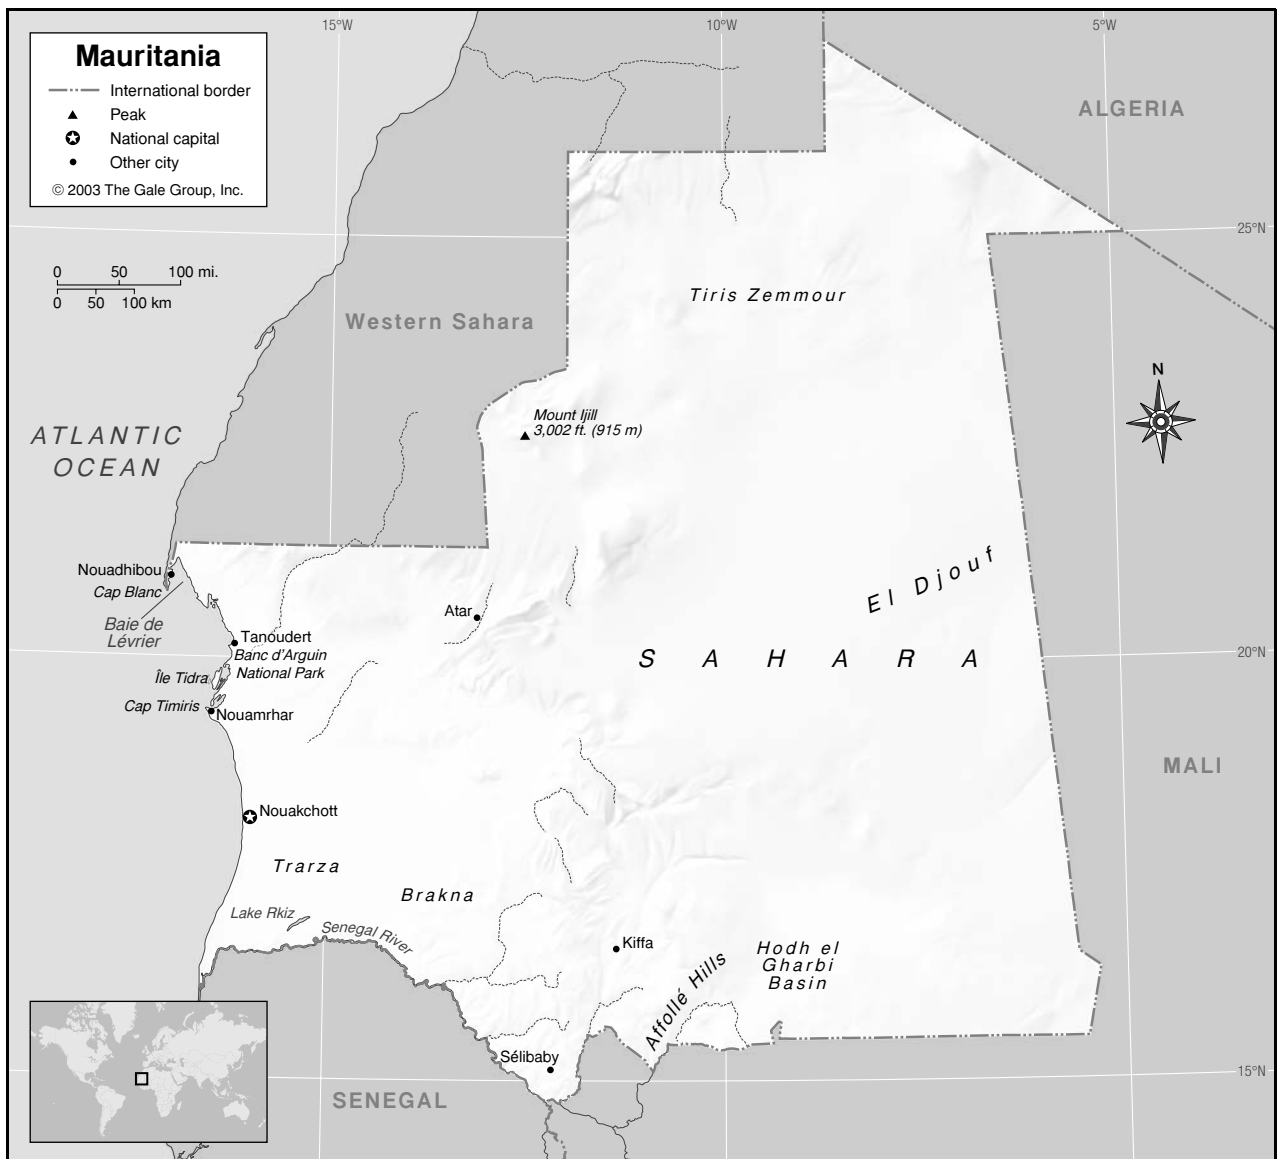 15°W
10°W
5°W
Mauritania
International border
Peak
National capital
Other city
© 2003 The Gale Group, Inc.
ALGERIA
25°N
0 50 100 mi.
0 50 100 km
Tiris Zemmour
Western Sahara
N
Mount Ijill
3,002 ft. (915 m)
ATLANTIC
OCEAN
El Djouf
Nouadhibou
Cap Blanc
Atar
Baie de
Lévrier
Tanoudert
Banc d'Arguin
National Park
SAHARA
20°N
Île Tidra
Cap Timiris
Nouamrhar
MALI
Nouakchott
Trarza
Brakna
Lake Rkiz
Senegal River
Kiffa
Hodh el
Gharbi
Basin
Affollé Hills
Sélibaby
15°N
SENEGAL